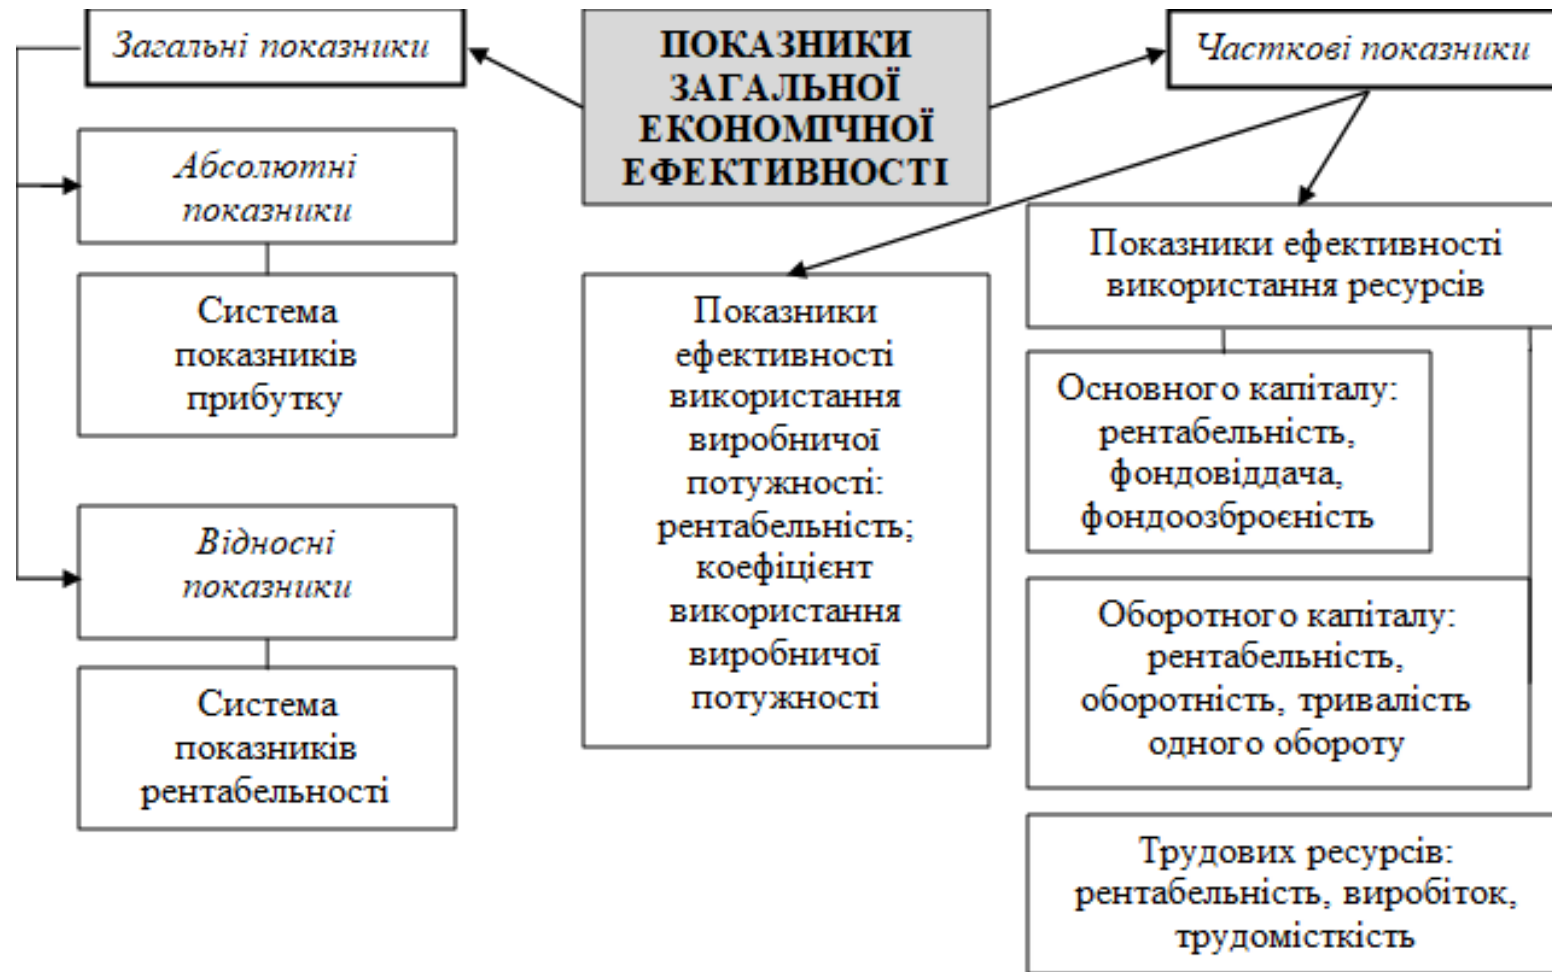 Загальні показники
ПОКАЗНИКИ
ЗАГАЛЬНОЇ
ЕКОНОМІЧНОЇ
ЕФЕКТИВНОСТІ
Часткові показники
Абсолютні
показники
Система
показників
прибутку
Відносні
показники
Система
показників
рентабельності
Показники
ефективності
використання
виробничої
потужності:
рентабельність;
коефіцієнт
використання
виробничої
потужності
Показники ефективності
використання ресурсів
Основного капіталу:
рентабельність,
фондовіддача,
фондоозброєність
Оборотного капіталу:
рентабельність,
оборотність, тривалість
одного обороту
Трудових ресурсів:
рентабельність, виробіток,
трудомісткість